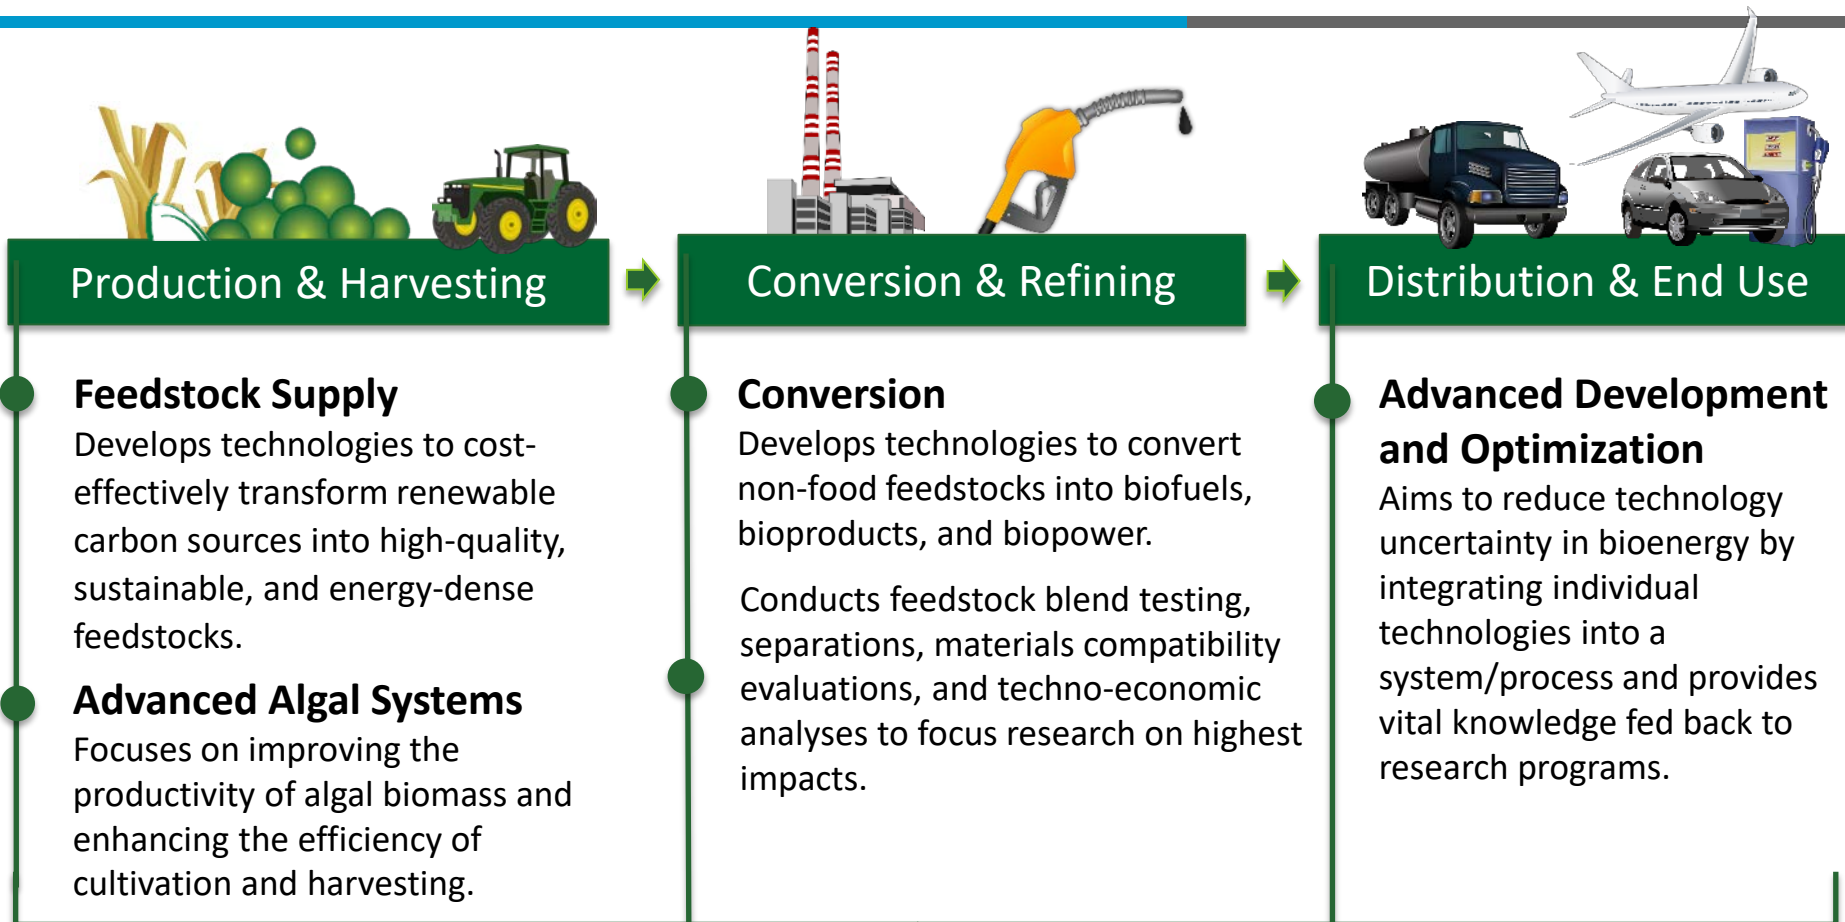 Production & Harvesting
Conversion & Refining
Distribution & End Use
Feedstock Supply
Develops technologies to cost-
effectively transform renewable
carbon sources into high-quality,
sustainable, and energy-dense
feedstocks.
Advanced Algal Systems
Focuses on improving the
productivity of algal biomass and
enhancing the efficiency of
cultivation and harvesting.
Conversion
Develops technologies to convert
non-food feedstocks into biofuels,
bioproducts, and biopower.
Conducts feedstock blend testing,
separations, materials compatibility
evaluations, and techno-economic
analyses to focus research on highest
impacts.
Advanced Development
and Optimization
Aims to reduce technology
uncertainty in bioenergy by
integrating individual
technologies into a
system/process and provides
vital knowledge fed back to
research programs.